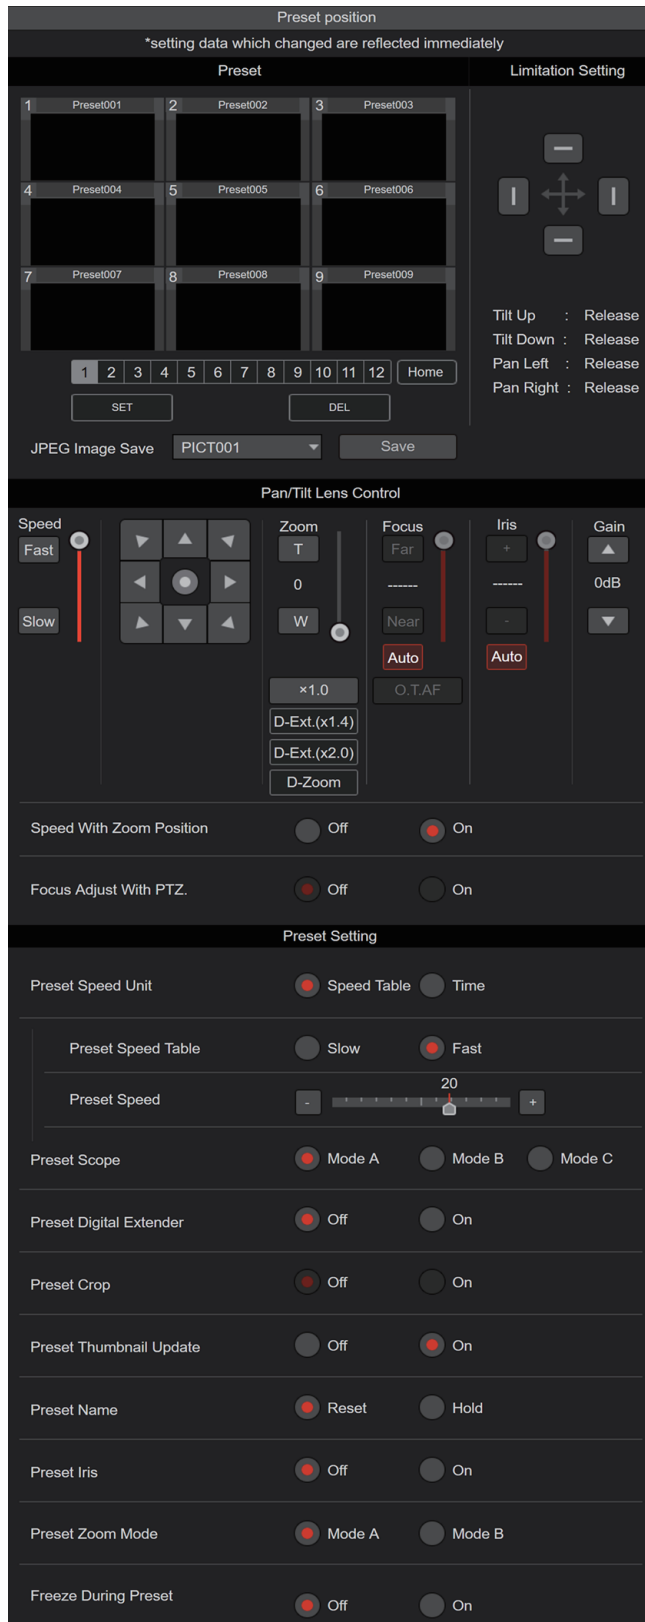 Preset position
*setting data which changed are reflected immediately
Preset
Limitation Setting
1 Preset001 2 Preset002 3 Preset003
4 Preset004 5 Preset005 6 Preset006
7 Preset007 8 Preset008 9 Preset009
Tilt Up : Release
Tilt Down : Release
Pan Left : Release
Pan Right : Release
1 2 3 4 5 6 7 8 9 10 11 12 Home
SET DEL
JPEG Image Save PICT001 Save
Pan/Tilt Lens Control
Speed
Fast
Slow
Zoom
T
0
W
×1.0
D-Ext.(x1.4)
D-Ext.(x2.0)
D-Zoom
Focus
Far
------
Near
Auto
O.T.AF
Iris
+
------
-
Auto
Gain
0dB
Speed With Zoom Position Off On
Focus Adjust With PTZ. Off On
Preset Setting
Preset Speed Unit Speed Table Time
Preset Speed Table Slow Fast
20
Preset Speed - +
Preset Scope Mode A Mode B Mode C
Preset Digital Extender Off On
Preset Crop Off On
Preset Thumbnail Update Off On
Preset Name Reset Hold
Preset Iris Off On
Preset Zoom Mode Mode A Mode B
Freeze During Preset Off On